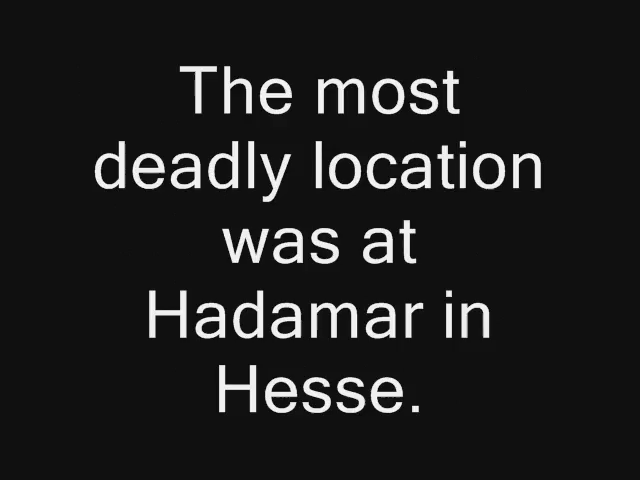 The most
deadly location
was at
Hadamar in
Hesse.